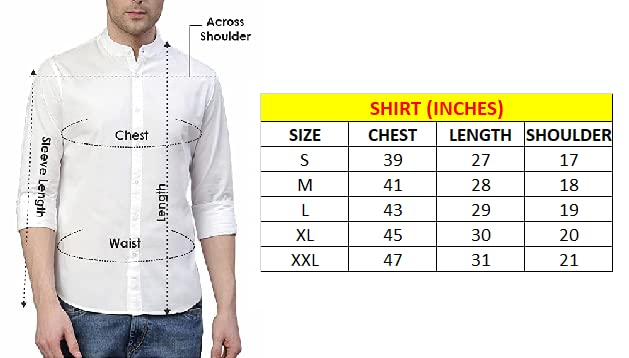 Across
Shoulder
Sleeve Length
Chest
Length
Waist
SHIRT (INCHES)
SIZE CHEST LENGTH SHOULDER
S 39 27 17
M 41 28 18
L 43 29 19
XL 45 30 20
XXL 47 31 21